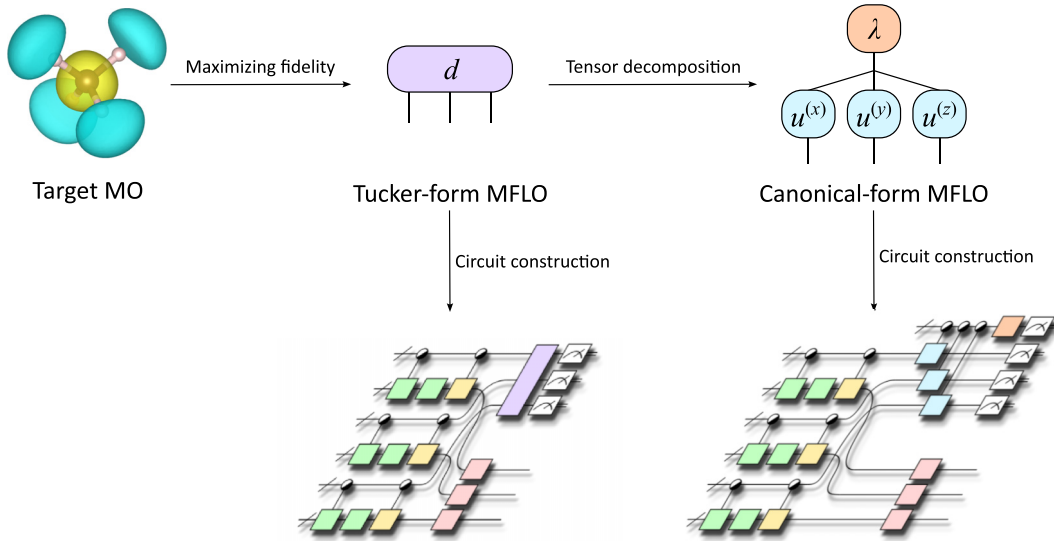 λ
Maximizing fidelity
d
Tensor decomposition
u(x)
u(y)
u(z)
Target MO
Tucker-form MFLO
Canonical-form MFLO
Circuit construction
Circuit construction